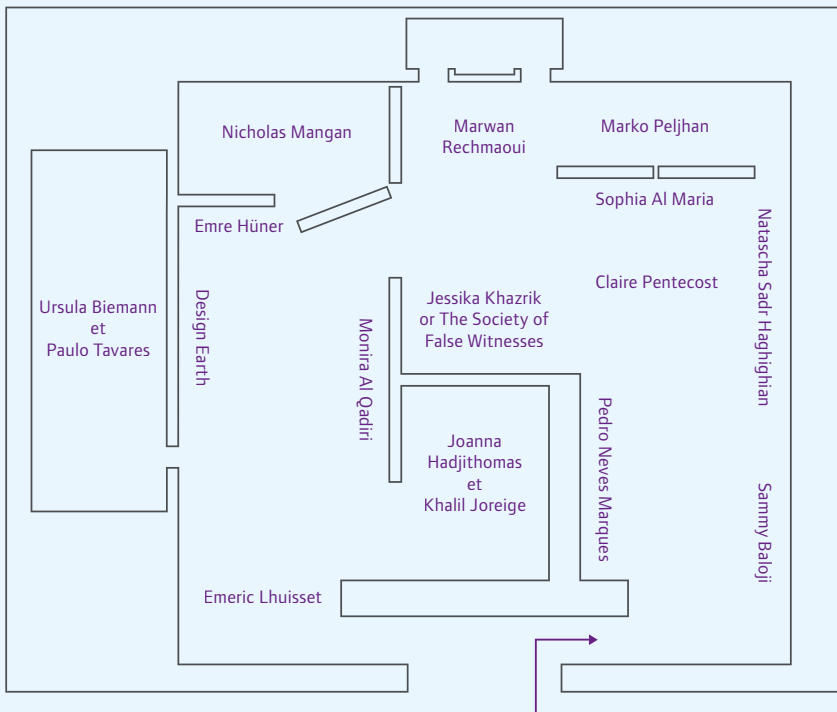 Nicholas Mangan
Marwan
Rechmaoui
Marko Peljhan
Sophia Al Maria
Emre Hüner
Natascha Sadr Haghighian
Claire Pentecost
Ursula Biemann
et
Paulo Tavares
Design Earth
Monira Al Qadiri
Jessika Khazrik
or The Society of
False Witnesses
Pedro Neves Marques
Joanna
Hadjithomas
et
Khalil Joreige
Sammy Baloji
Emeric Lhuisset